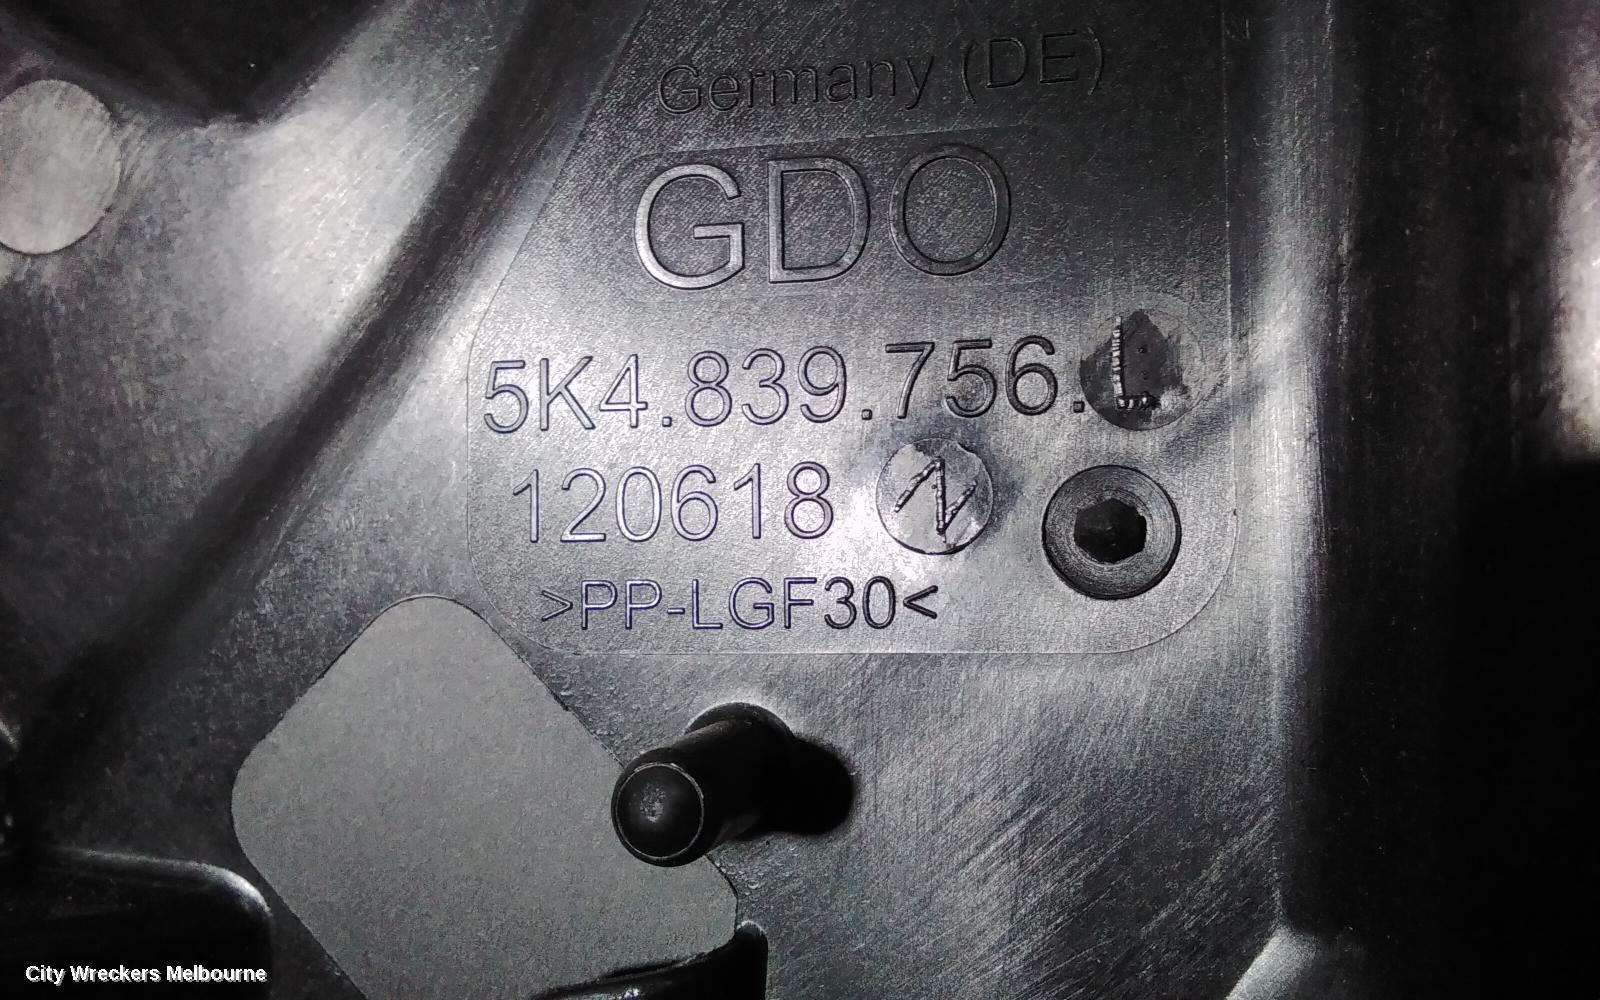 Germany (DE)
GDO
5K4.839.756.L
120618 N
>PP-LGF30<
City Wreckers Melbourne